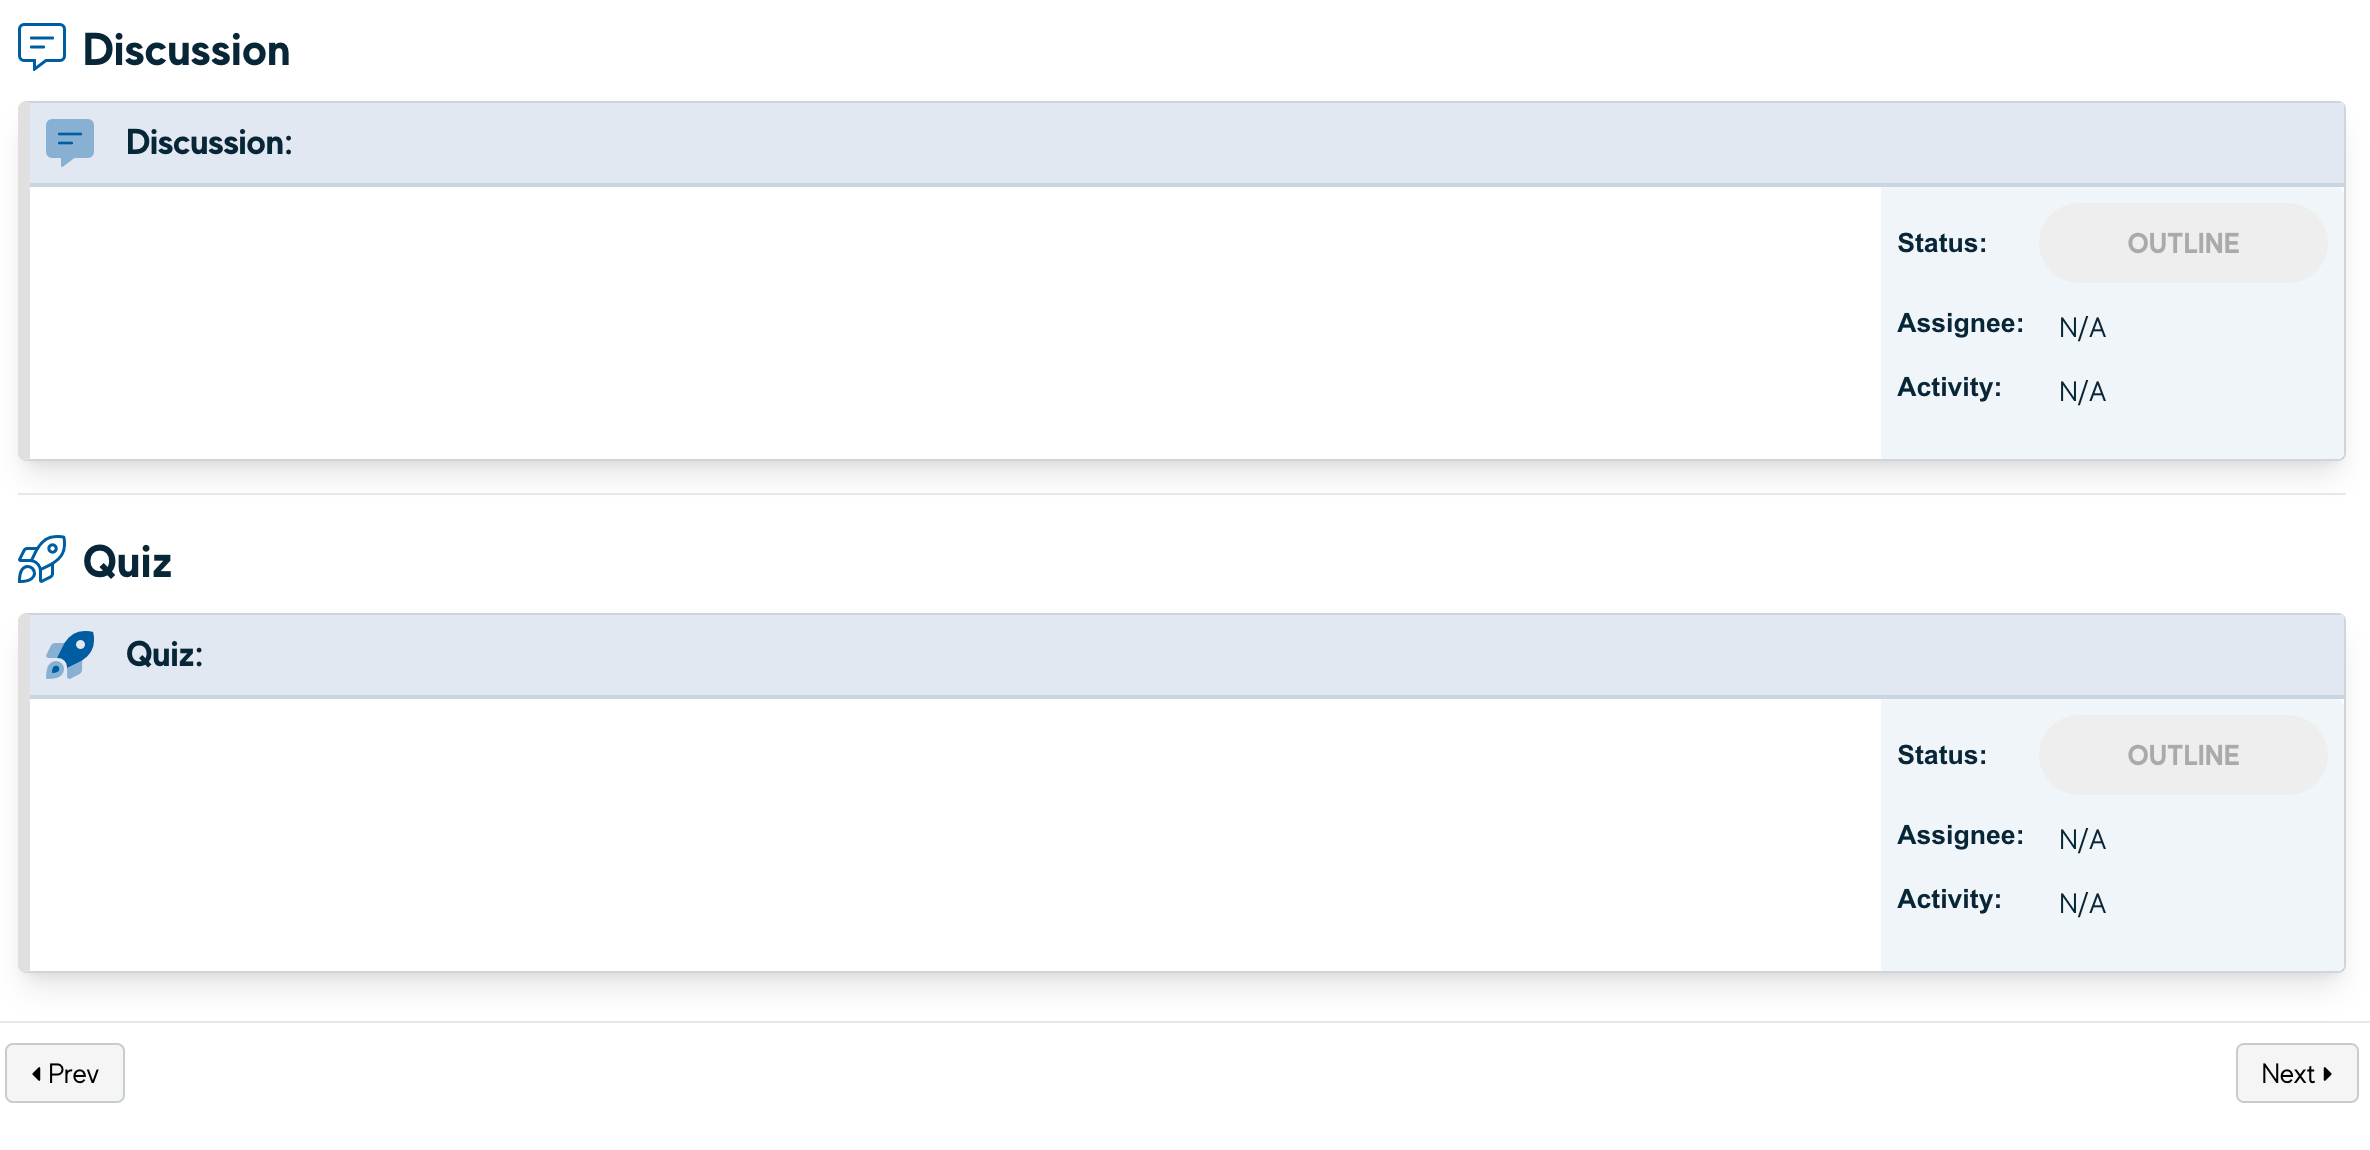 Discussion
Discussion:
Status: OUTLINE
Assignee: N/A
Activity: N/A
Quiz
Quiz:
Status: OUTLINE
Assignee: N/A
Activity: N/A
Prev
Next